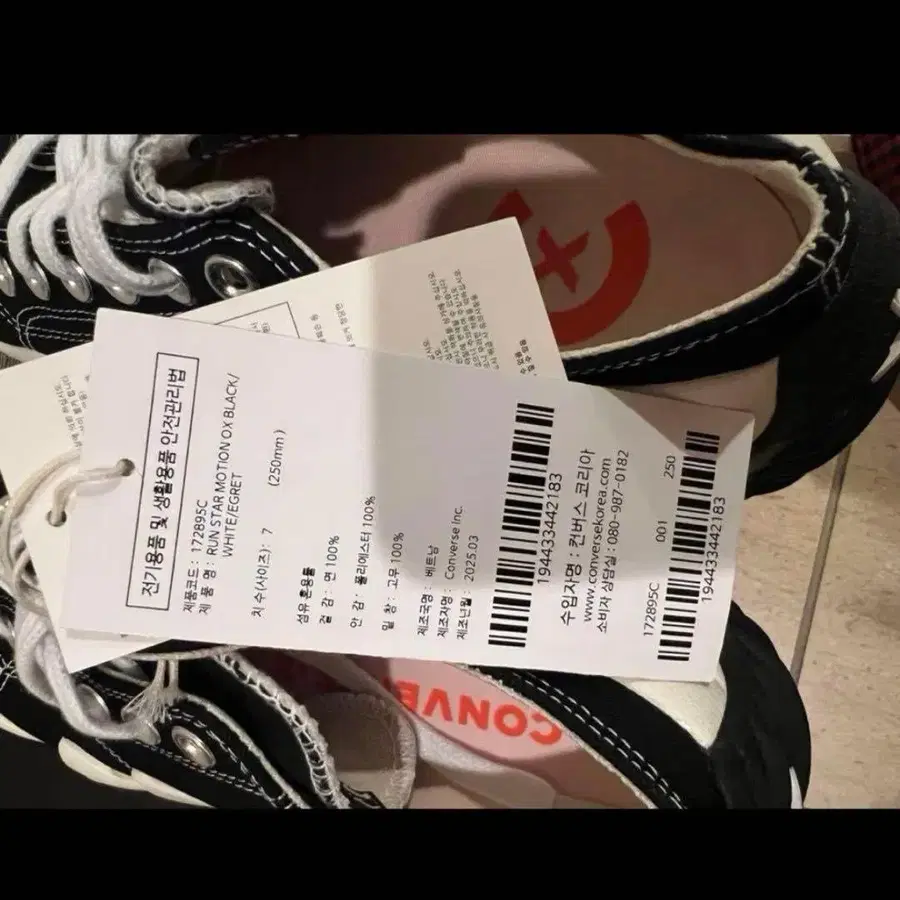 전기용품 및 생활용품 안전관리법
제품코드 : 172895C
제 품 명 : RUN STAR MOTION OX BLACK/
WHITE/EGRET
치 수(사이즈) : 7 (250mm)
섬유 혼용률
겉 감 : 면 100%
안 감 : 폴리에스터 100%
밑 창 : 고무 100%
제조국명 : 베트남
제조자명 : Converse Inc.
제조년월 : 2025.03
194433442183
수입자명 : 컨버스 코리아
www.conversekorea.com
소비자 상담실 : 080-987-0182
172895C 001 250
194433442183
CONVE